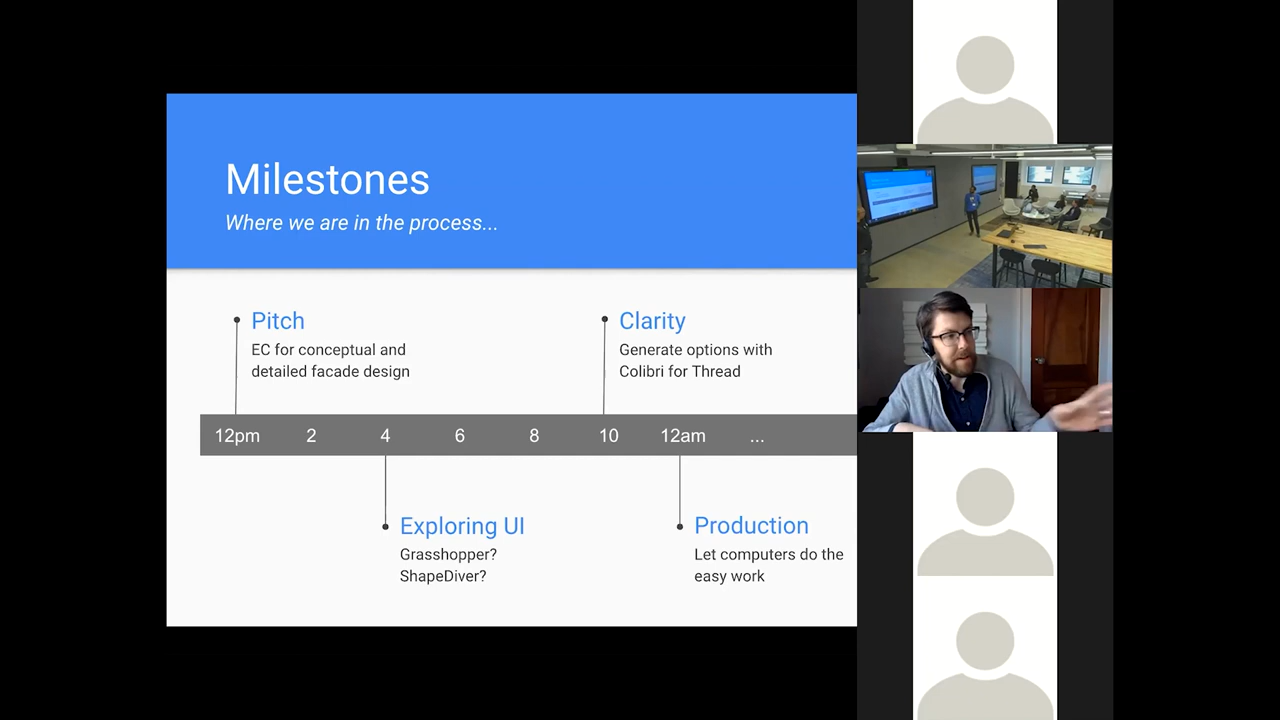 Milestones
Where we are in the process...
Pitch
EC for conceptual and
detailed facade design
Clarity
Generate options with
Colibri for Thread
12pm 2 4 6 8 10 12am ...
Exploring UI
Grasshopper?
ShapeDiver?
Production
Let computers do the
easy work